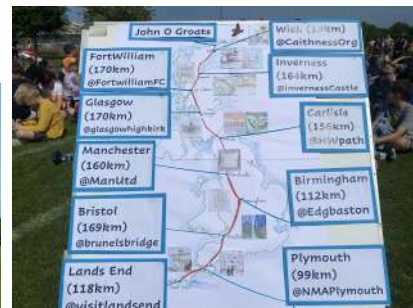 John O Groats
Wick
@CaithnessOrg
FortWilliam
(170km)
@FortwilliamFC
Inverness
(164km)
@InvernessCastle
Glasgow
(170km)
@glasgowhighkirk
Carlisle
(156km)
@HWpath
Manchester
(160km)
@ManUtd
Birmingham
(112km)
@Edgbaston
Bristol
(169km)
@brunelsbridge
Plymouth
(99km)
@NMAPlymouth
Lands End
(118km)
@visitlandsend